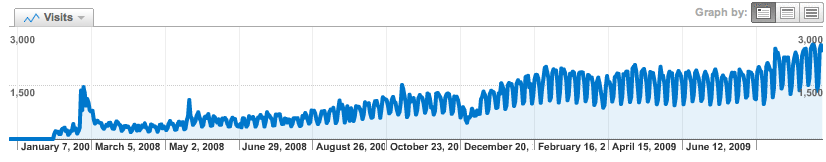 Visits
Graph by:
3,000 3,000
1,500 1,500
January 7, 200 March 5, 2008 May 2, 2008 June 29, 2008 August 26, 200 October 23, 20 December 20, February 16, 2 April 15, 2009 June 12, 2009